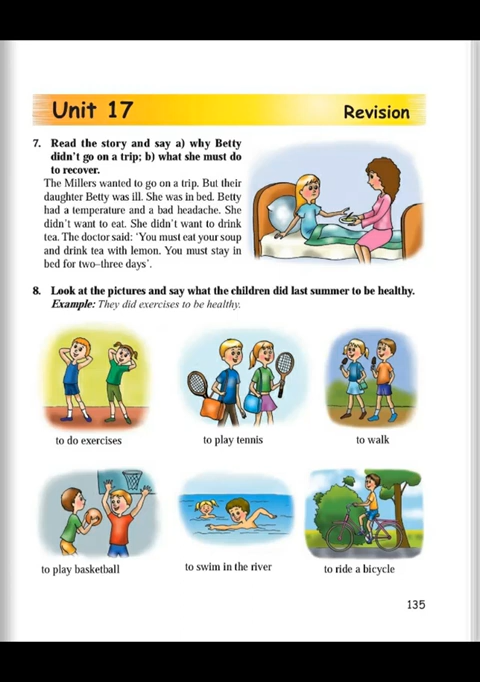 Unit 17
Revision
7. Read the story and say a) why Betty
didn't go on a trip; b) what she must do
to recover.
The Millers wanted to go on a trip. But their
daughter Betty was ill. She was in bed. Betty
had a temperature and a bad headache. She
didn't want to eat. She didn't want to drink
tea. The doctor said: 'You must eat your soup
and drink tea with lemon. You must stay in
bed for two–three days'.
8. Look at the pictures and say what the children did last summer to be healthy.
Example: They did exercises to be healthy.
to do exercises
to play tennis
to walk
to play basketball
to swim in the river
to ride a bicycle
135